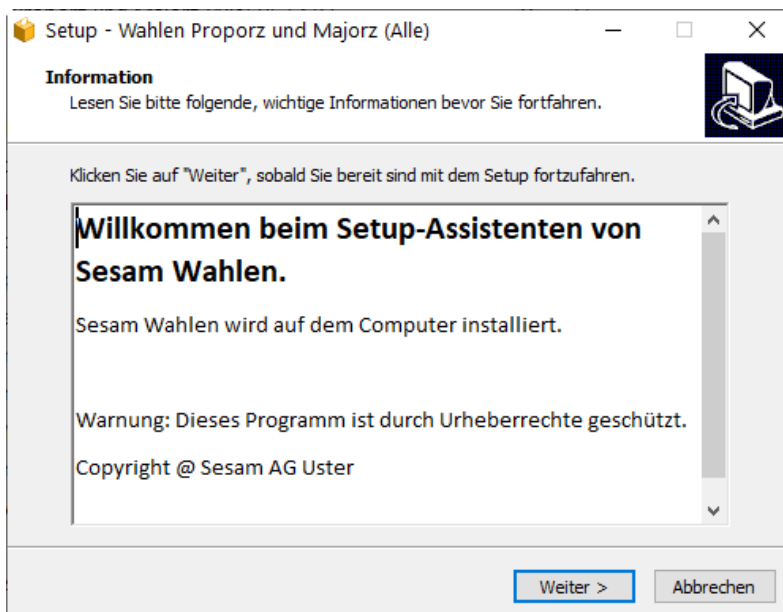 Setup - Wahlen Proporz und Majorz (Alle)
Information
Lesen Sie bitte folgende, wichtige Informationen bevor Sie fortfahren.
Klicken Sie auf "Weiter", sobald Sie bereit sind mit dem Setup fortzufahren.
Willkommen beim Setup-Assistenten von
Sesam Wahlen.
Sesam Wahlen wird auf dem Computer installiert.
Warnung: Dieses Programm ist durch Urheberrechte geschützt.
Copyright @ Sesam AG Uster
Weiter >
Abbrechen